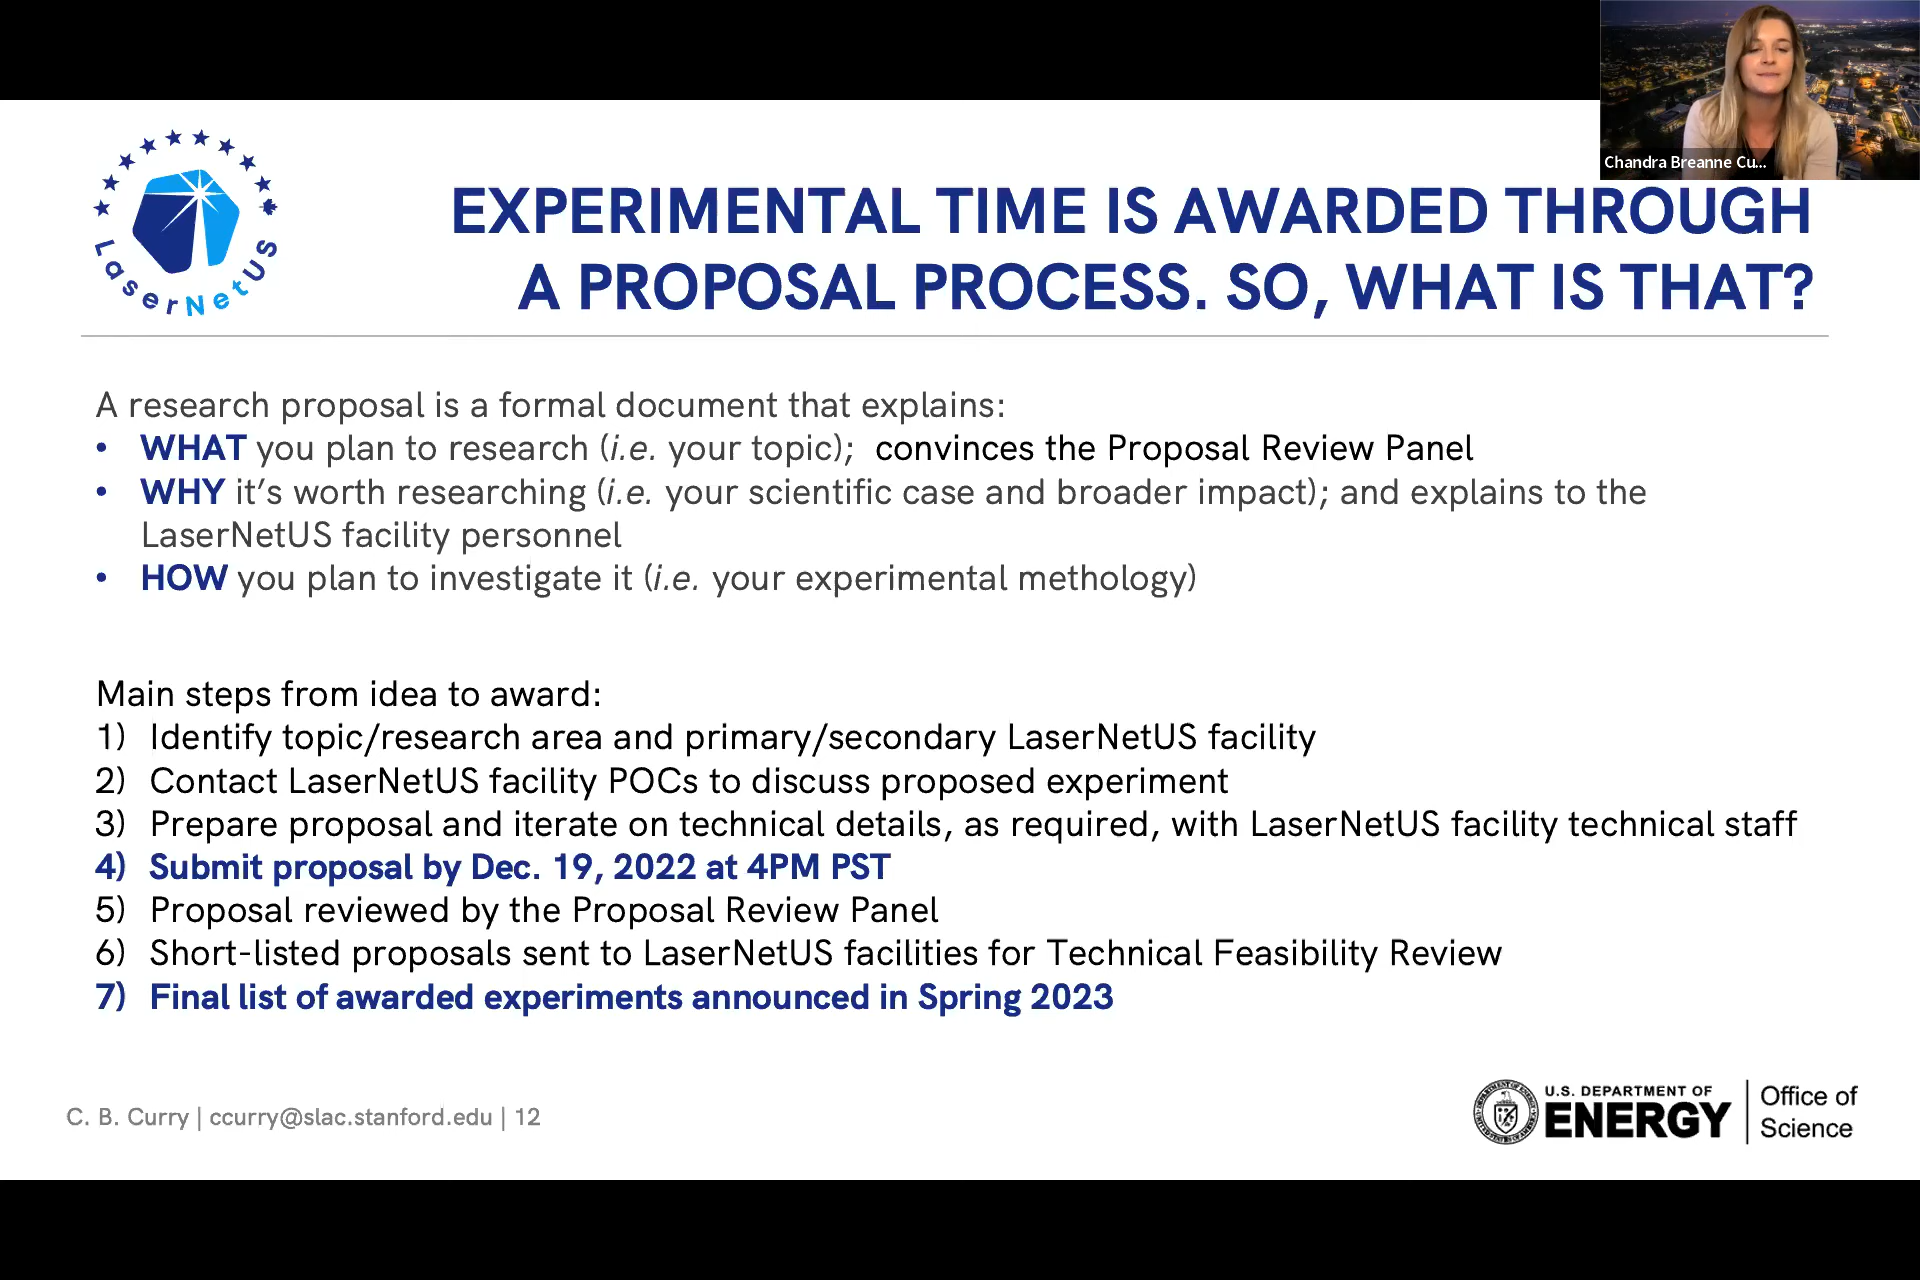 Chandra Breanne Cu...
LaserNetUS
EXPERIMENTAL TIME IS AWARDED THROUGH
A PROPOSAL PROCESS. SO, WHAT IS THAT?
A research proposal is a formal document that explains:
• WHAT you plan to research (i.e. your topic); convinces the Proposal Review Panel
• WHY it's worth researching (i.e. your scientific case and broader impact); and explains to the
LaserNetUS facility personnel
• HOW you plan to investigate it (i.e. your experimental methology)
Main steps from idea to award:
1) Identify topic/research area and primary/secondary LaserNetUS facility
2) Contact LaserNetUS facility POCs to discuss proposed experiment
3) Prepare proposal and iterate on technical details, as required, with LaserNetUS facility technical staff
4) Submit proposal by Dec. 19, 2022 at 4PM PST
5) Proposal reviewed by the Proposal Review Panel
6) Short-listed proposals sent to LaserNetUS facilities for Technical Feasibility Review
7) Final list of awarded experiments announced in Spring 2023
C. B. Curry | ccurry@slac.stanford.edu | 12
U.S. DEPARTMENT OF
ENERGY
Office of
Science